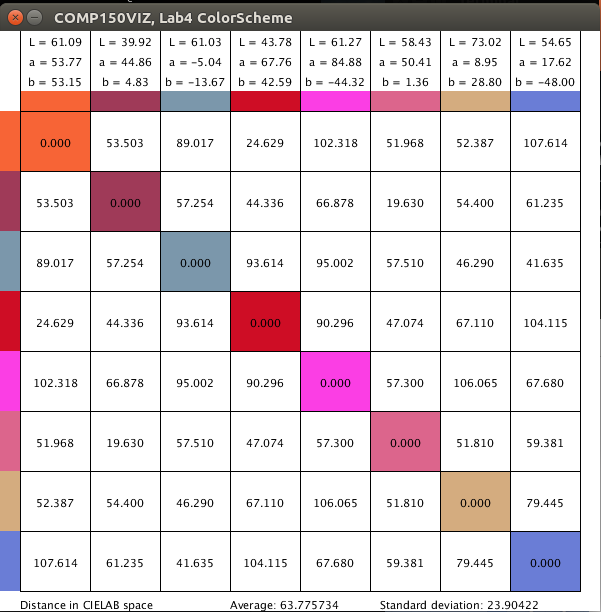 COMP150VIZ, Lab4 ColorScheme
L = 61.09 L = 39.92 L = 61.03 L = 43.78 L = 61.27 L = 58.43 L = 73.02 L = 54.65
a = 53.77 a = 44.86 a = −5.04 a = 67.76 a = 84.88 a = 50.41 a = 8.95 a = 17.62
b = 53.15 b = 4.83 b = −13.67 b = 42.59 b = −44.32 b = 1.36 b = 28.80 b = −48.00
0.000 53.503 89.017 24.629 102.318 51.968 52.387 107.614
53.503 0.000 57.254 44.336 66.878 19.630 54.400 61.235
89.017 57.254 0.000 93.614 95.002 57.510 46.290 41.635
24.629 44.336 93.614 0.000 90.296 47.074 67.110 104.115
102.318 66.878 95.002 90.296 0.000 57.300 106.065 67.680
51.968 19.630 57.510 47.074 57.300 0.000 51.810 59.381
52.387 54.400 46.290 67.110 106.065 51.810 0.000 79.445
107.614 61.235 41.635 104.115 67.680 59.381 79.445 0.000
Distance in CIELAB space Average: 63.775734 Standard deviation: 23.90422